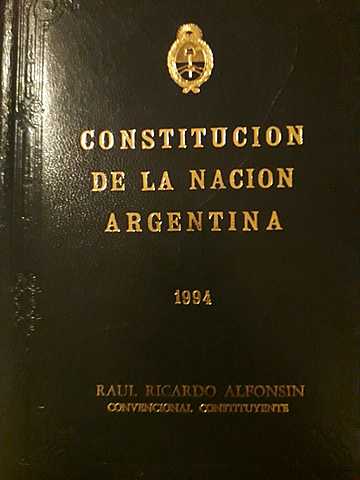 CONSTITUCION
DE LA NACION
ARGENTINA
1994
RAUL RICARDO ALFONSIN
CONVENCIONAL CONSTITUYENTE